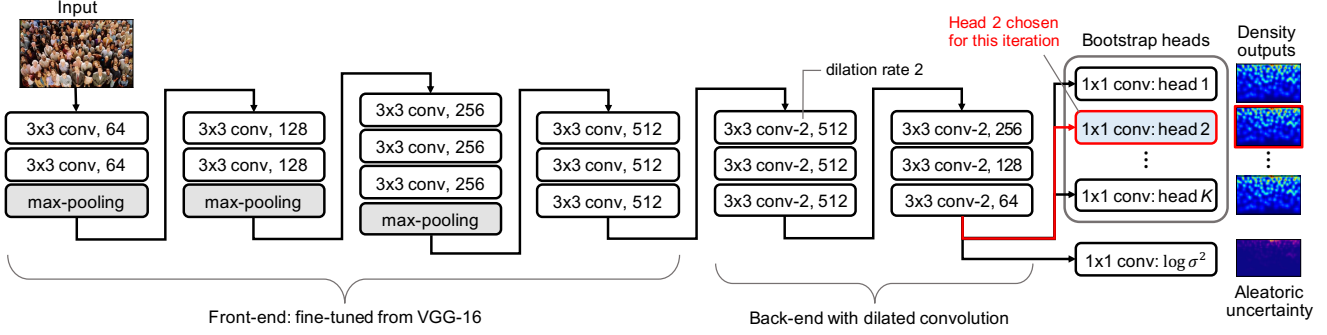 Input
3x3 conv, 64
3x3 conv, 64
max-pooling
3x3 conv, 128
3x3 conv, 128
max-pooling
3x3 conv, 256
3x3 conv, 256
3x3 conv, 256
max-pooling
3x3 conv, 512
3x3 conv, 512
3x3 conv, 512
Front-end: fine-tuned from VGG-16
dilation rate 2
3x3 conv-2, 512
3x3 conv-2, 512
3x3 conv-2, 512
3x3 conv-2, 256
3x3 conv-2, 128
3x3 conv-2, 64
Back-end with dilated convolution
Head 2 chosen
for this iteration
Bootstrap heads
1x1 conv: head 1
1x1 conv: head 2
⋮
1x1 conv: head K
1x1 conv: log σ²
Density
outputs
⋮
Aleatoric
uncertainty